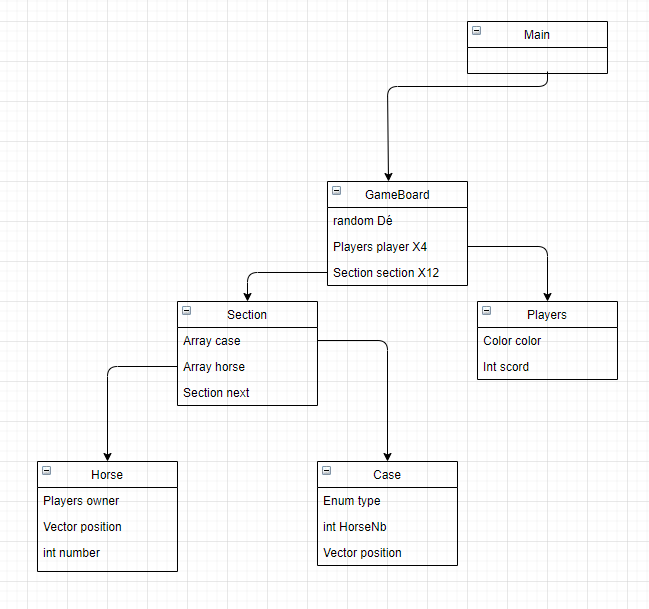 Main
GameBoard
random Dé
Players player X4
Section section X12
Section
Array case
Array horse
Section next
Players
Color color
Int scord
Horse
Players owner
Vector position
int number
Case
Enum type
int HorseNb
Vector position